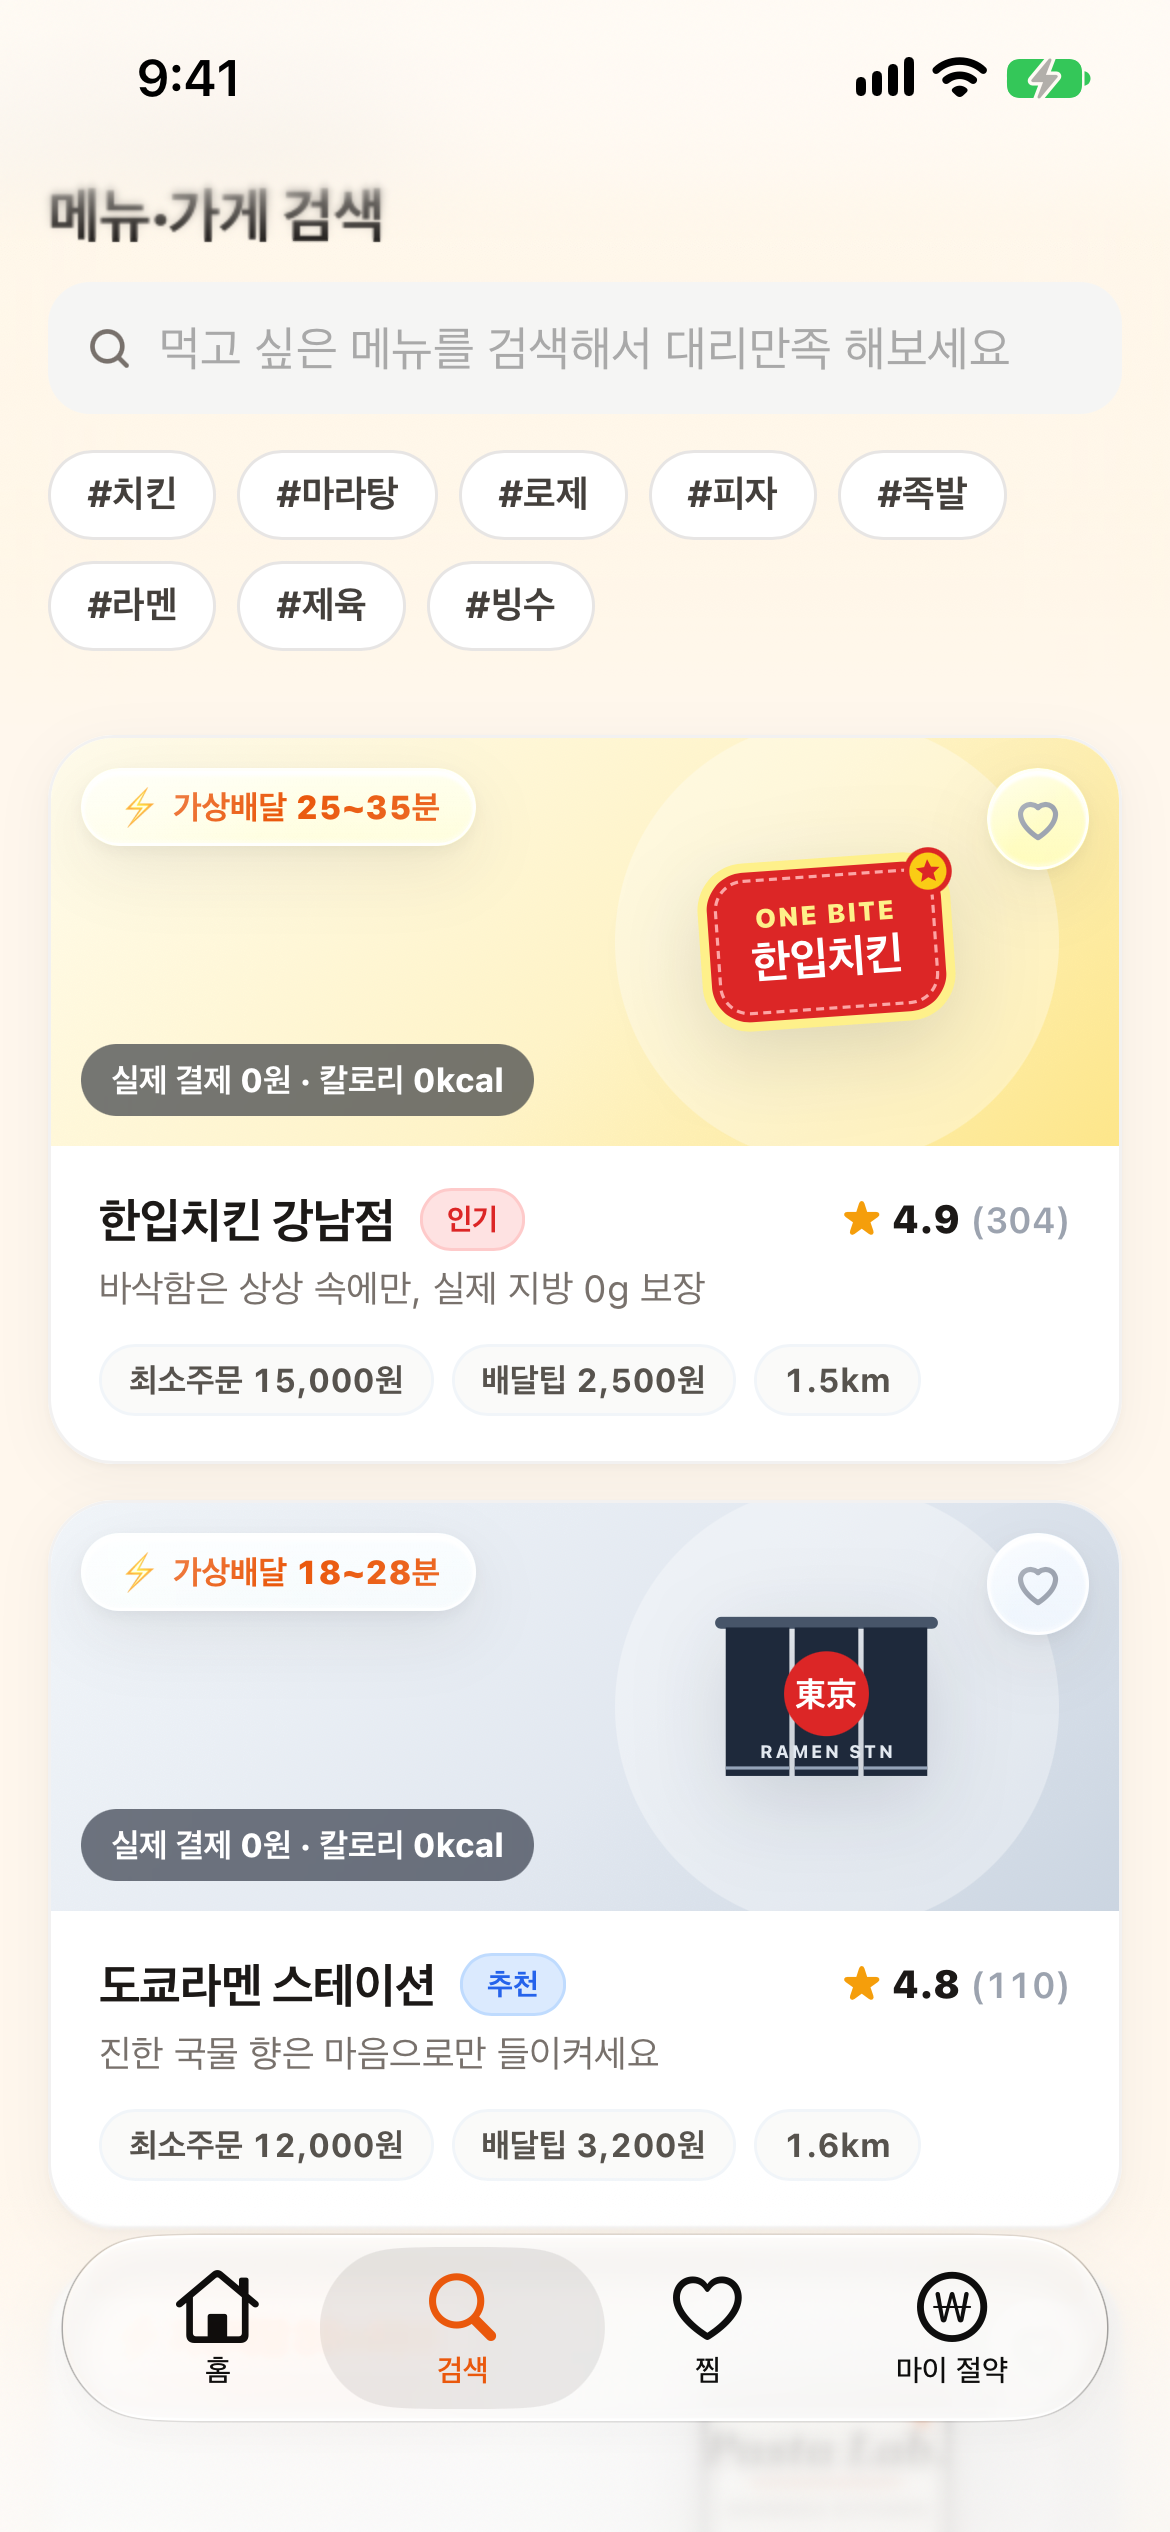 9:41
메뉴·가게 검색
먹고 싶은 메뉴를 검색해서 대리만족 해보세요
#치킨 #마라탕 #로제 #피자 #족발
#라멘 #제육 #빙수
가상배달 25~35분
ONE BITE
한입치킨
실제 결제 0원 · 칼로리 0kcal
한입치킨 강남점 인기 4.9 (304)
바삭함은 상상 속에만, 실제 지방 0g 보장
최소주문 15,000원 배달팁 2,500원 1.5km
가상배달 18~28분
東京
RAMEN STN
실제 결제 0원 · 칼로리 0kcal
도쿄라멘 스테이션 추천 4.8 (110)
진한 국물 향은 마음으로만 들이켜세요
최소주문 12,000원 배달팁 3,200원 1.6km
홈 검색 찜 마이 절약
Pasta Lab.